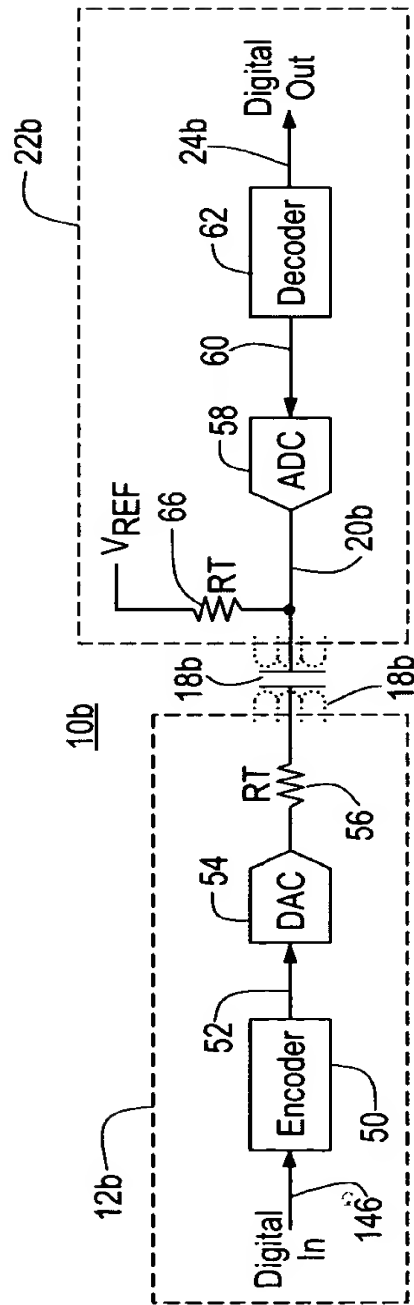 10b
12b
Digital
In
146
Encoder
50
52
DAC
54
RT
56
18b
18b
22b
VREF
RT
66
20b
ADC
58
60
Decoder
62
24b
Digital
Out